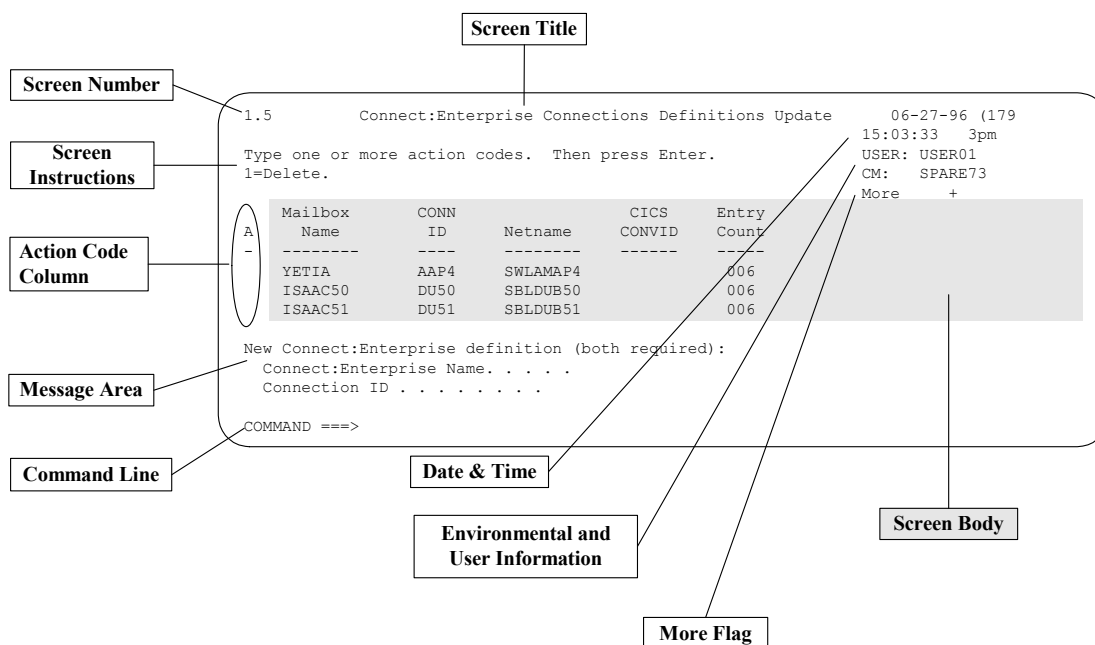 Screen Title
Screen Number
1.5 Connect:Enterprise Connections Definitions Update 06-27-96 (179
15:03:33 3pm
Screen
Instructions
Type one or more action codes. Then press Enter. USER: USER01
1=Delete. CM: SPARE73
More +
Mailbox CONN CICS Entry
A Name ID Netname CONVID Count
- -------- ---- -------- ------ -----
Action Code
Column
YETIA AAP4 SWLAMAP4 006
ISAAC50 DU50 SBLDUB50 006
ISAAC51 DU51 SBLDUB51 006
New Connect:Enterprise definition (both required):
Connect:Enterprise Name. . . . .
Connection ID . . . . . . . .
Message Area
COMMAND ===>
Command Line
Date & Time
Environmental and
User Information
Screen Body
More Flag